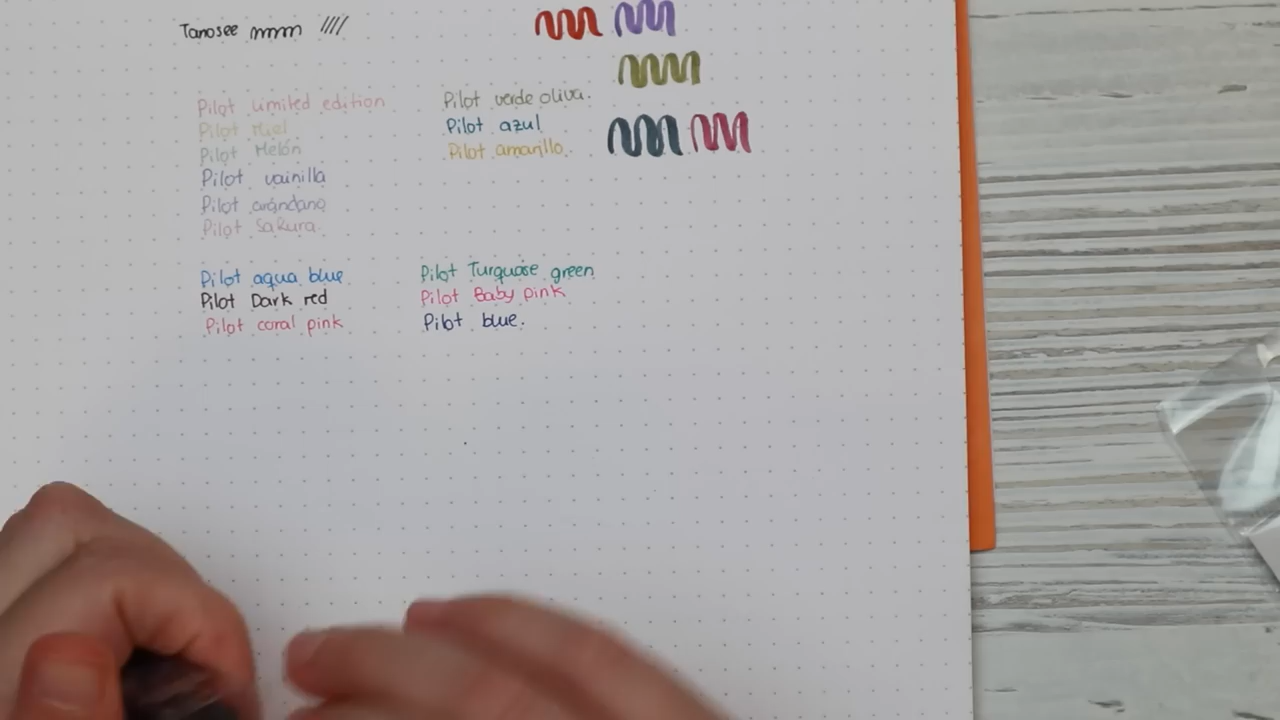 Tanosee
Pilot Limited edition
Pilot Miel
Pilot Melón
Pilot vainilla
Pilot arándano
Pilot Sakura
Pilot verde oliva.
Pilot azul
Pilot amarillo.
Pilot aqua blue
Pilot Dark red
Pilot coral pink
Pilot Turquose green
Pilot Baby pink
Pilot blue.